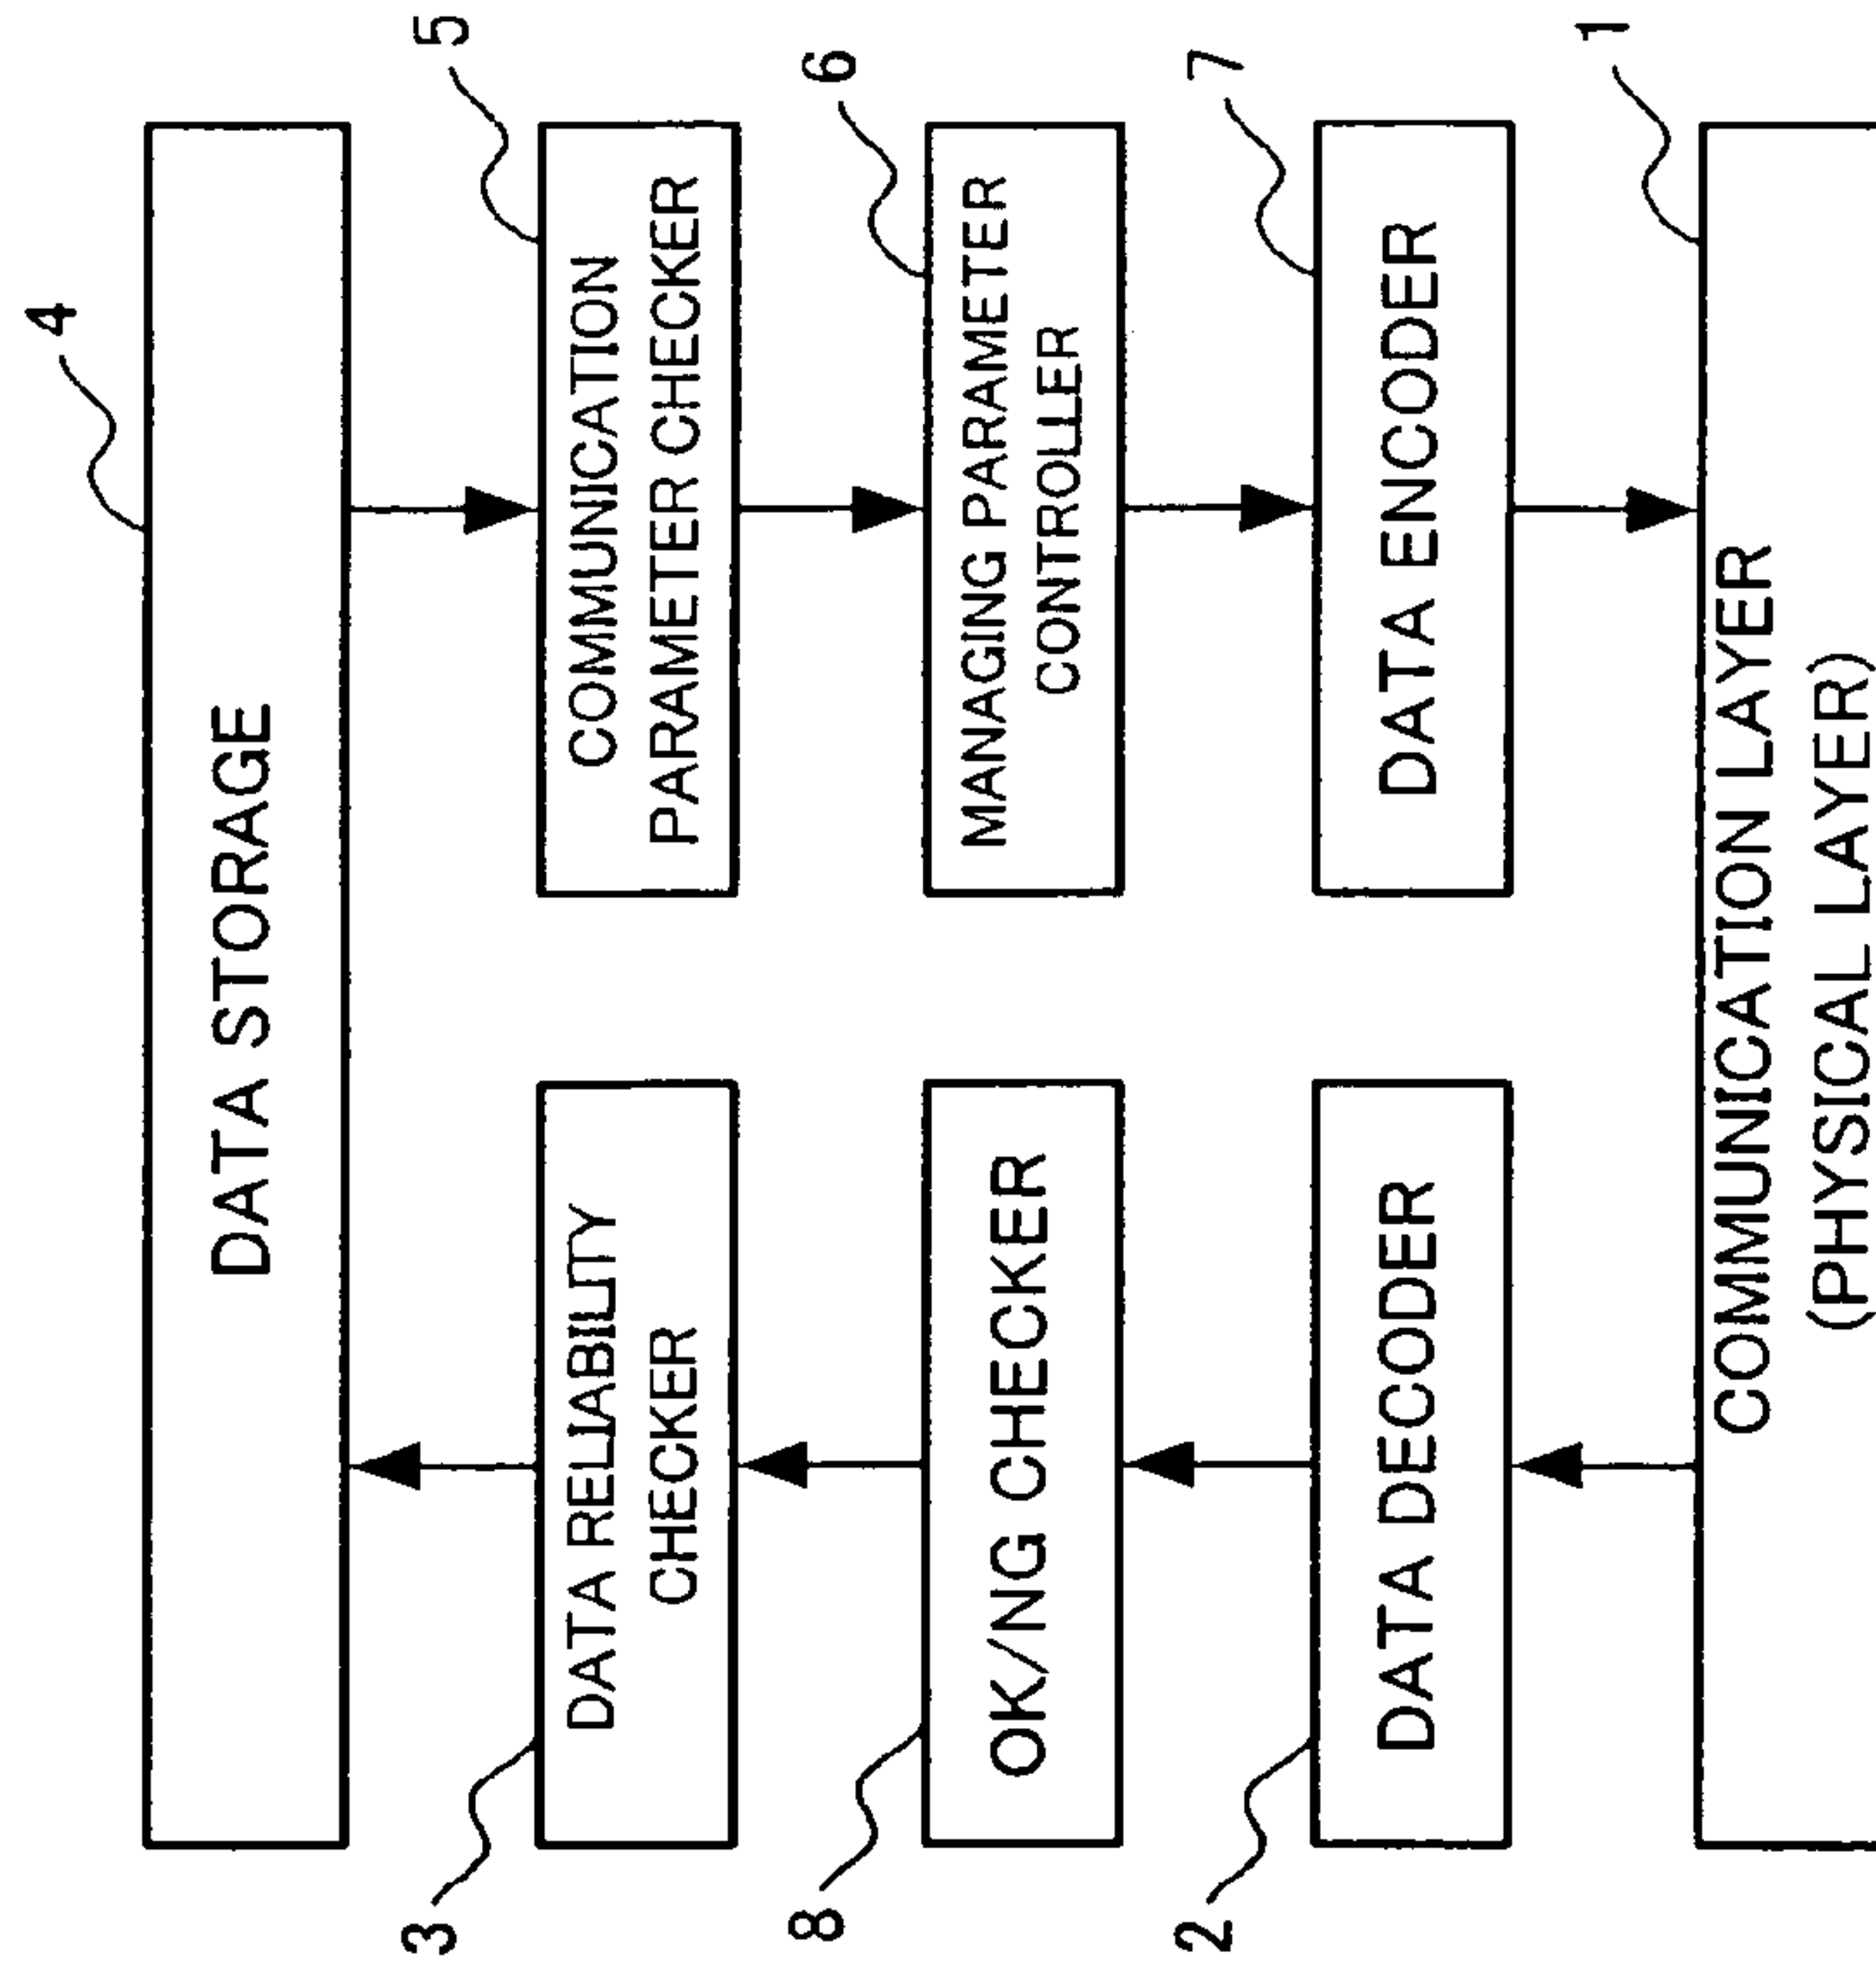 4
DATA STORAGE
3
DATA RELIABILITY
CHECKER
5
COMMUNICATION
PARAMETER CHECKER
8
OK/NG CHECKER
6
MANAGING PARAMETER
CONTROLLER
2
DATA DECODER
7
DATA ENCODER
1
COMMUNICATION LAYER
(PHYSICAL LAYER)